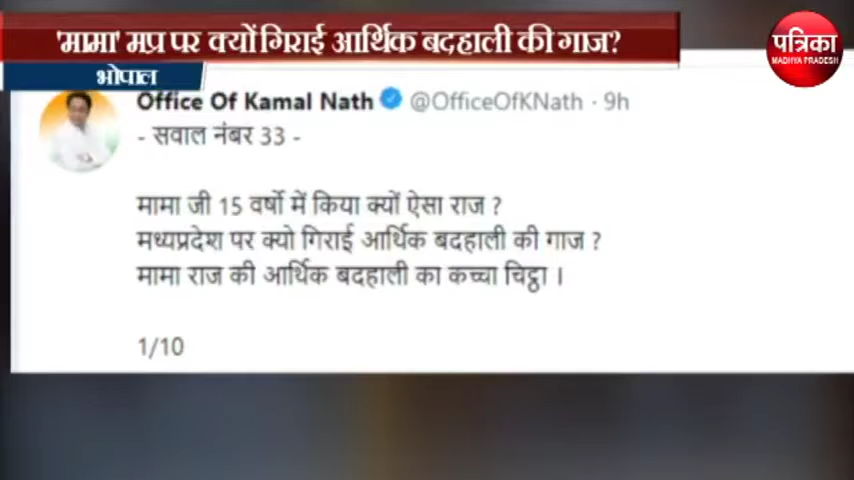 'मामा' मप्र पर क्यों गिराई आर्थिक बदहाली की गाज?
भोपाल
पत्रिका
MADHYA PRADESH
Office Of Kamal Nath @OfficeOfKNath · 9h
- सवाल नंबर 33 -
मामा जी 15 वर्षो में किया क्यों ऐसा राज ?
मध्यप्रदेश पर क्यो गिराई आर्थिक बदहाली की गाज ?
मामा राज की आर्थिक बदहाली का कच्चा चिट्ठा ।
1/10